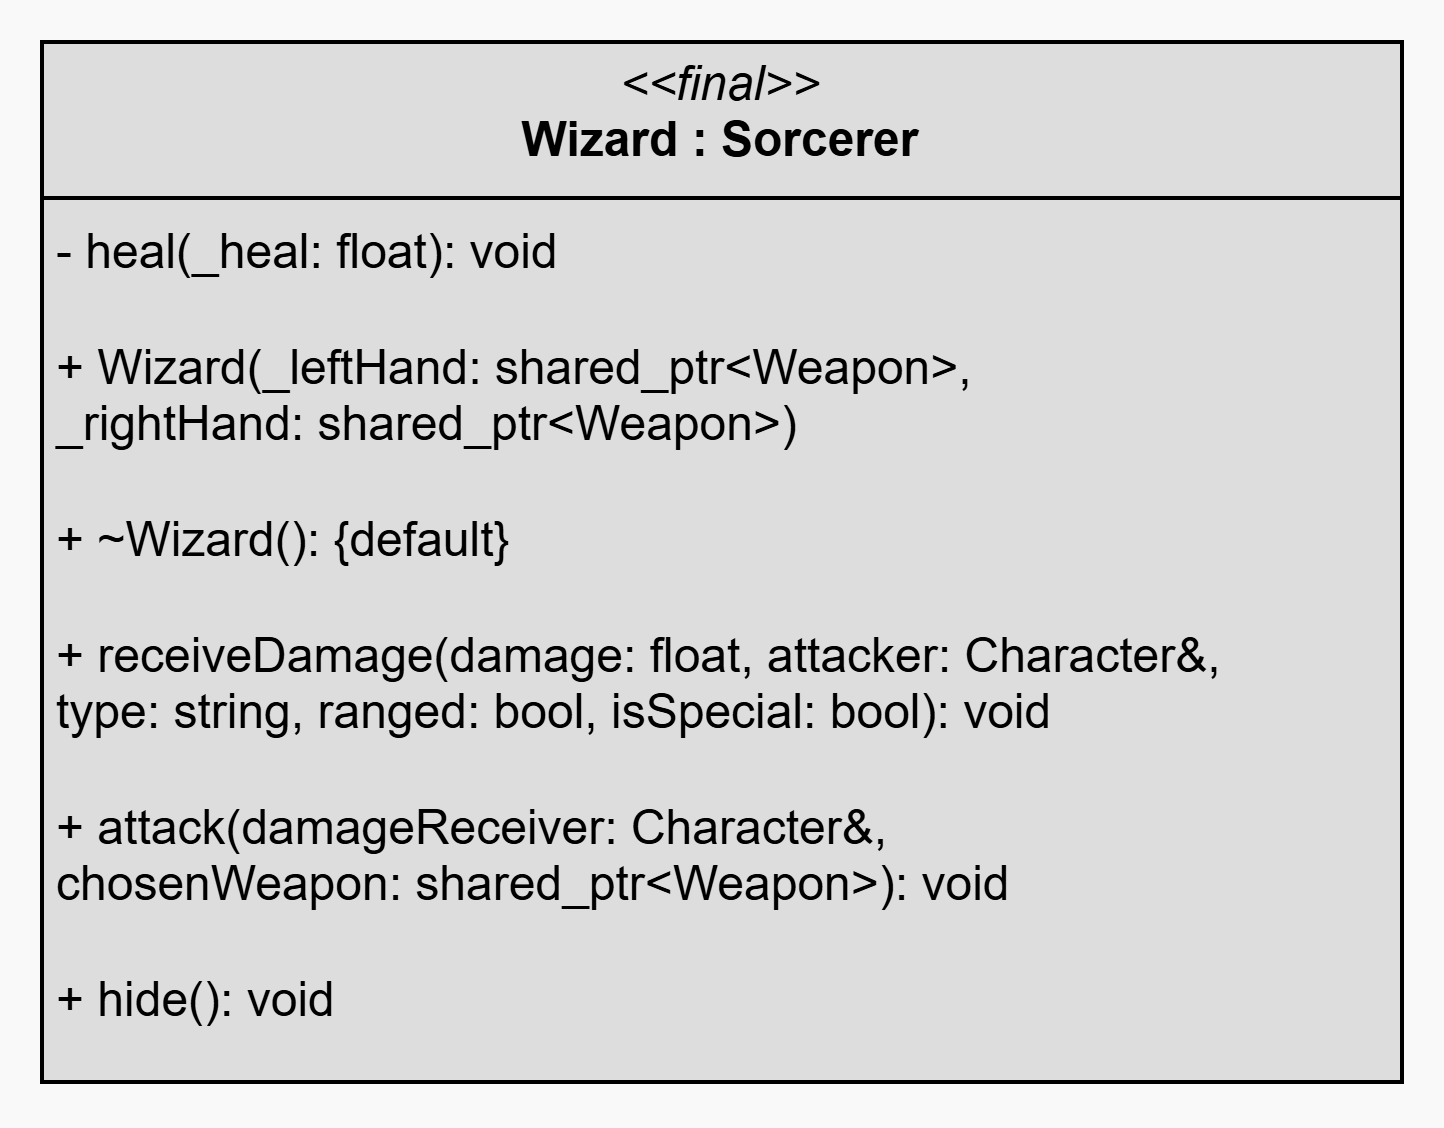 <<final>>
Wizard : Sorcerer
- heal(_heal: float): void
+ Wizard(_leftHand: shared_ptr<Weapon>,
_rightHand: shared_ptr<Weapon>)
+ ~Wizard(): {default}
+ receiveDamage(damage: float, attacker: Character&,
type: string, ranged: bool, isSpecial: bool): void
+ attack(damageReceiver: Character&,
chosenWeapon: shared_ptr<Weapon>): void
+ hide(): void